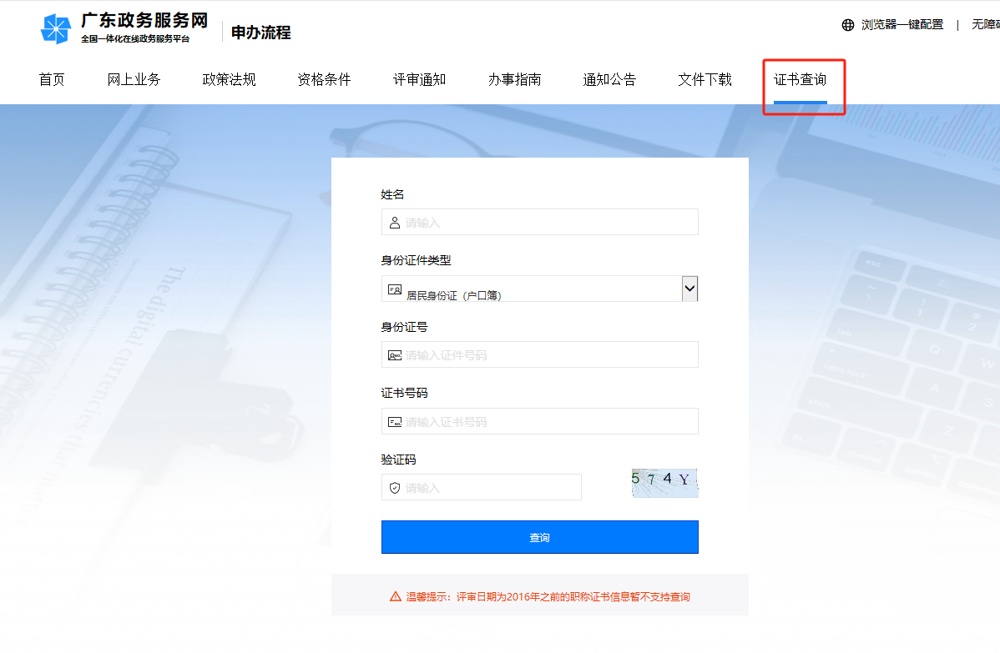 广东政务服务网
全国一体化在线政务服务平台
申办流程
浏览器一键配置 | 无障碍
首页 网上业务 政策法规 资格条件 评审通知 办事指南 通知公告 文件下载 证书查询
姓名
请输入
身份证件类型
居民身份证（户口簿）
身份证号
请输入证件号码
证书号码
请输入证书号码
验证码
请输入
574Y
查询
温馨提示：评审日期为2016年之前的职称证书信息暂不支持查询
The digital
currencies that